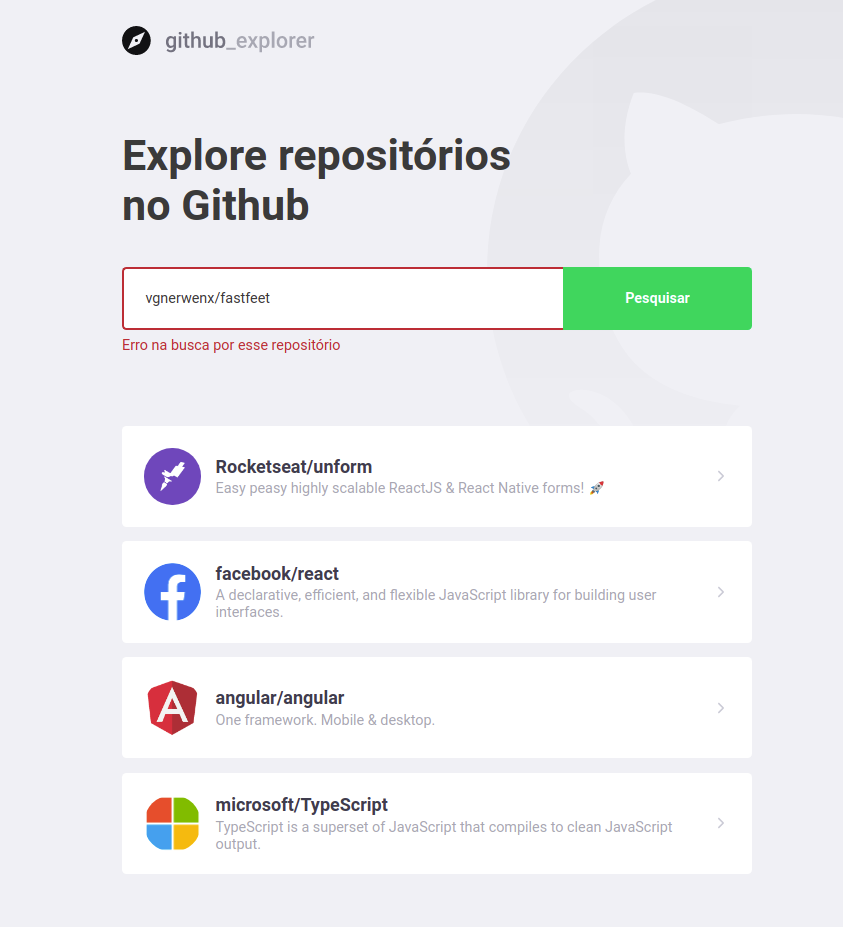 github_explorer
Explore repositórios
no Github
vgnerwenx/fastfeet
Pesquisar
Erro na busca por esse repositório
Rocketseat/unform
Easy peasy highly scalable ReactJS & React Native forms! 🚀
facebook/react
A declarative, efficient, and flexible JavaScript library for building user
interfaces.
angular/angular
One framework. Mobile & desktop.
microsoft/TypeScript
TypeScript is a superset of JavaScript that compiles to clean JavaScript
output.